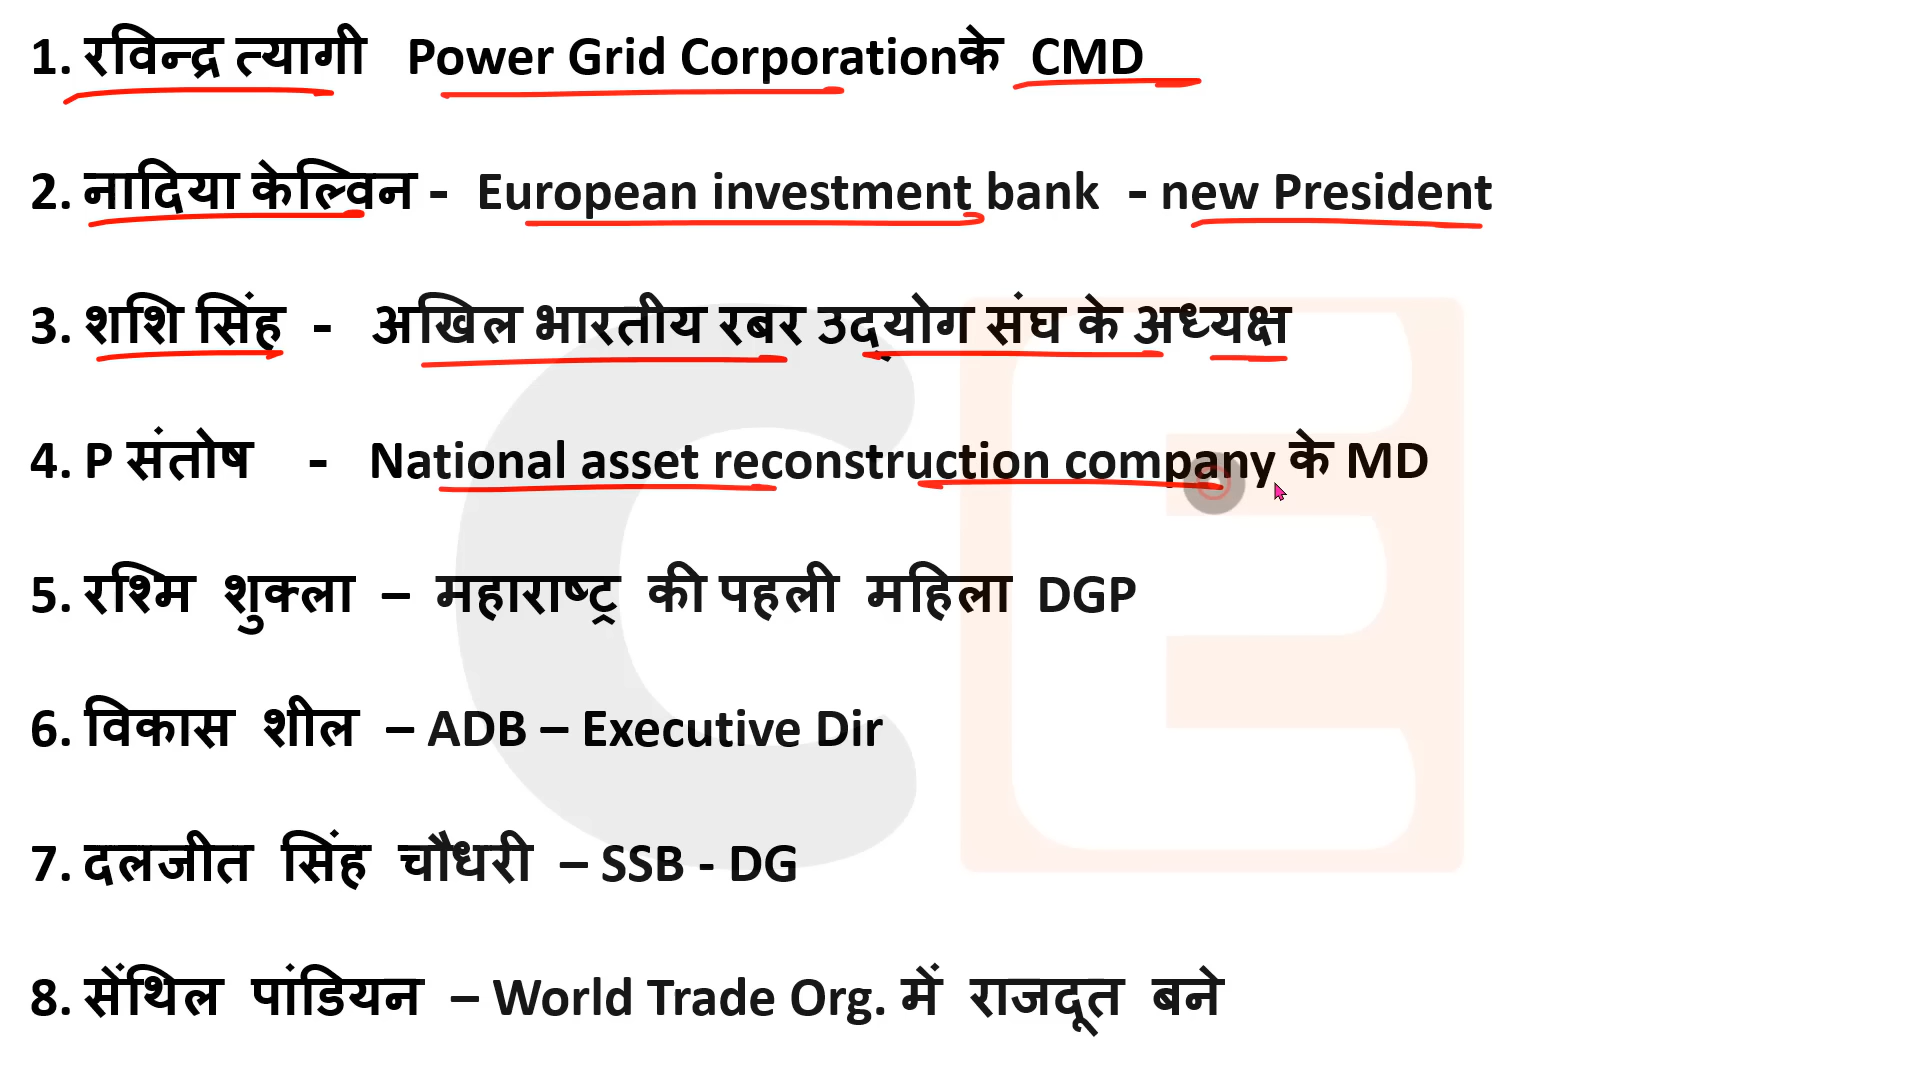 1. रविन्द्र त्यागी Power Grid Corporationके CMD
2. नादिया केल्विन - European investment bank - new President
3. शशि सिंह - अखिल भारतीय रबर उद्योग संघ के अध्यक्ष
4. P संतोष - National asset reconstruction company के MD
5. रश्मि शुक्ला – महाराष्ट्र की पहली महिला DGP
6. विकास शील – ADB – Executive Dir
7. दलजीत सिंह चौधरी – SSB - DG
8. सेंथिल पांडियन – World Trade Org. में राजदूत बने